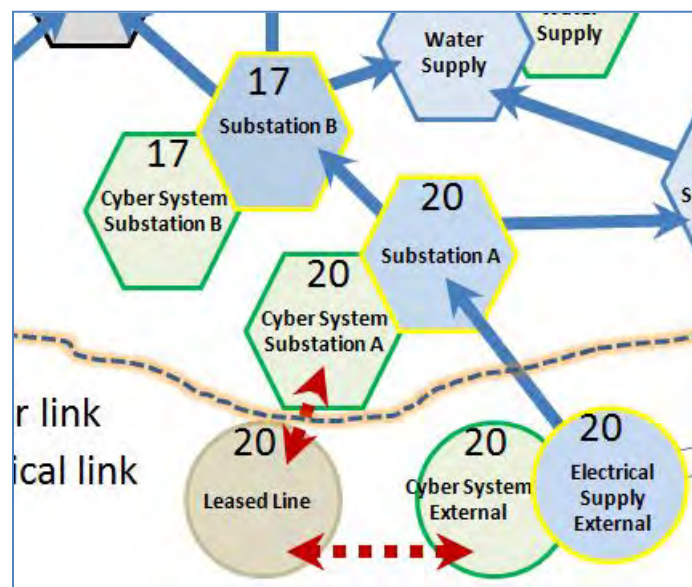 Water
Supply
Supply
17
Substation B
17
Cyber System
Substation B
20
Substation A
20
Cyber System
Substation A
r link
ical link
20
Leased Line
20
Cyber System
External
20
Electrical
Supply
External